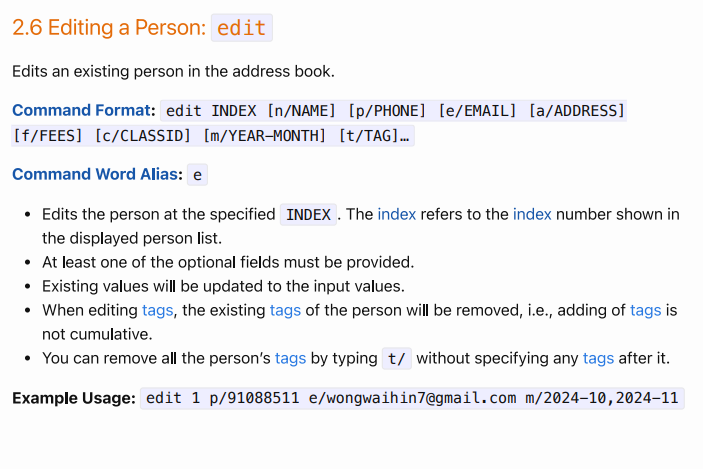 2.6 Editing a Person: edit
Edits an existing person in the address book.
Command Format: edit INDEX [n/NAME] [p/PHONE] [e/EMAIL] [a/ADDRESS]
[f/FEES] [c/CLASSID] [m/YEAR-MONTH] [t/TAG]…
Command Word Alias: e
• Edits the person at the specified INDEX. The index refers to the index number shown in
the displayed person list.
• At least one of the optional fields must be provided.
• Existing values will be updated to the input values.
• When editing tags, the existing tags of the person will be removed, i.e., adding of tags is
not cumulative.
• You can remove all the person’s tags by typing t/ without specifying any tags after it.
Example Usage: edit 1 p/91088511 e/wongwaihin7@gmail.com m/2024-10,2024-11